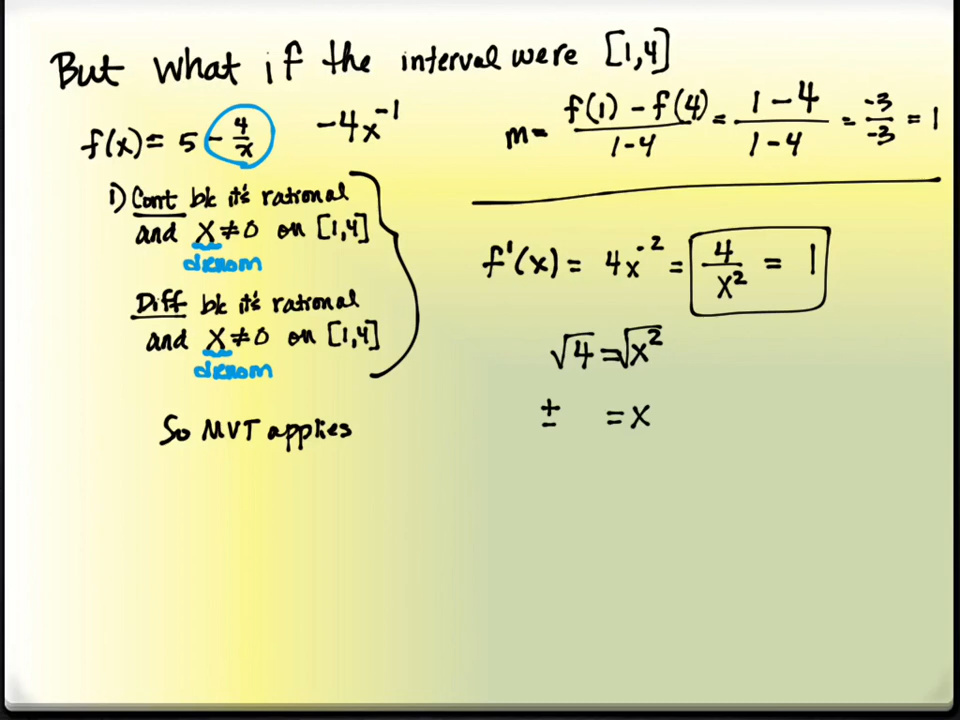 But what if the interval were [1,4]
f(x) = 5 - 4/x
-4x^-1
m = (f(1) - f(4))/(1-4) = (1-4)/(1-4) = -3/-3 = 1
1) Cont bk it's rational
and x≠0 on [1,4]
denom
Diff bk it's rational
and x≠0 on [1,4]
denom
So MVT applies
f'(x) = 4x^-2 = 4/x^2 = 1
√4 = √x^2
± = x